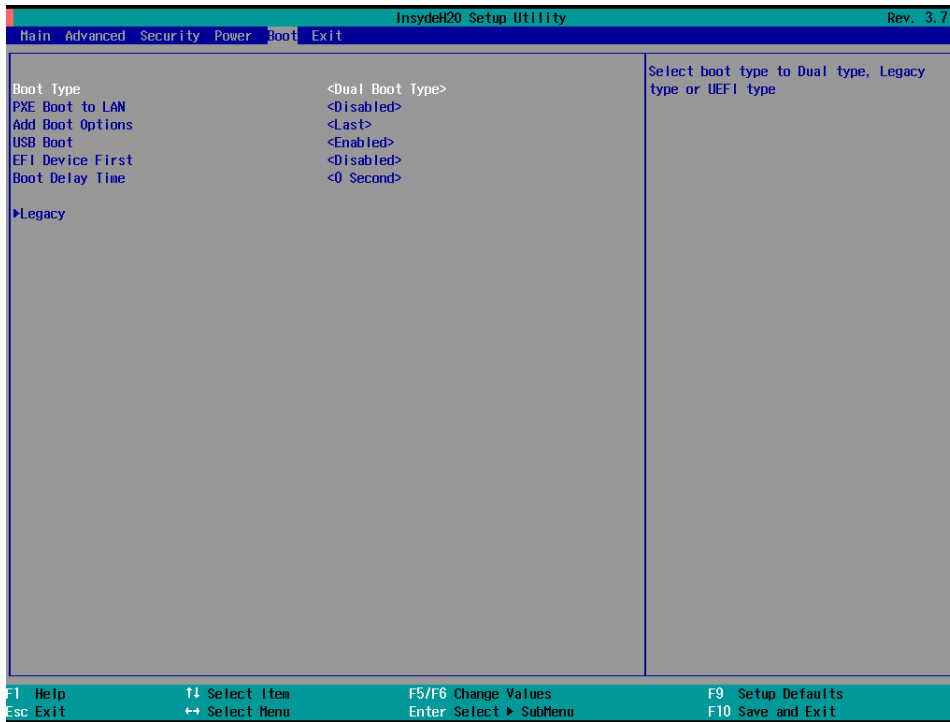 InsydeH20 Setup Utility Rev. 3.7
Main Advanced Security Power Boot Exit
Boot Type <Dual Boot Type>
PXE Boot to LAN <Disabled>
Add Boot Options <Last>
USB Boot <Enabled>
EFI Device First <Disabled>
Boot Delay Time <0 Second>
▶Legacy
Select boot type to Dual type, Legacy
type or UEFI type
F1 Help ↑↓ Select Item F5/F6 Change Values F9 Setup Defaults
Esc Exit ←→ Select Menu Enter Select ▶ SubMenu F10 Save and Exit